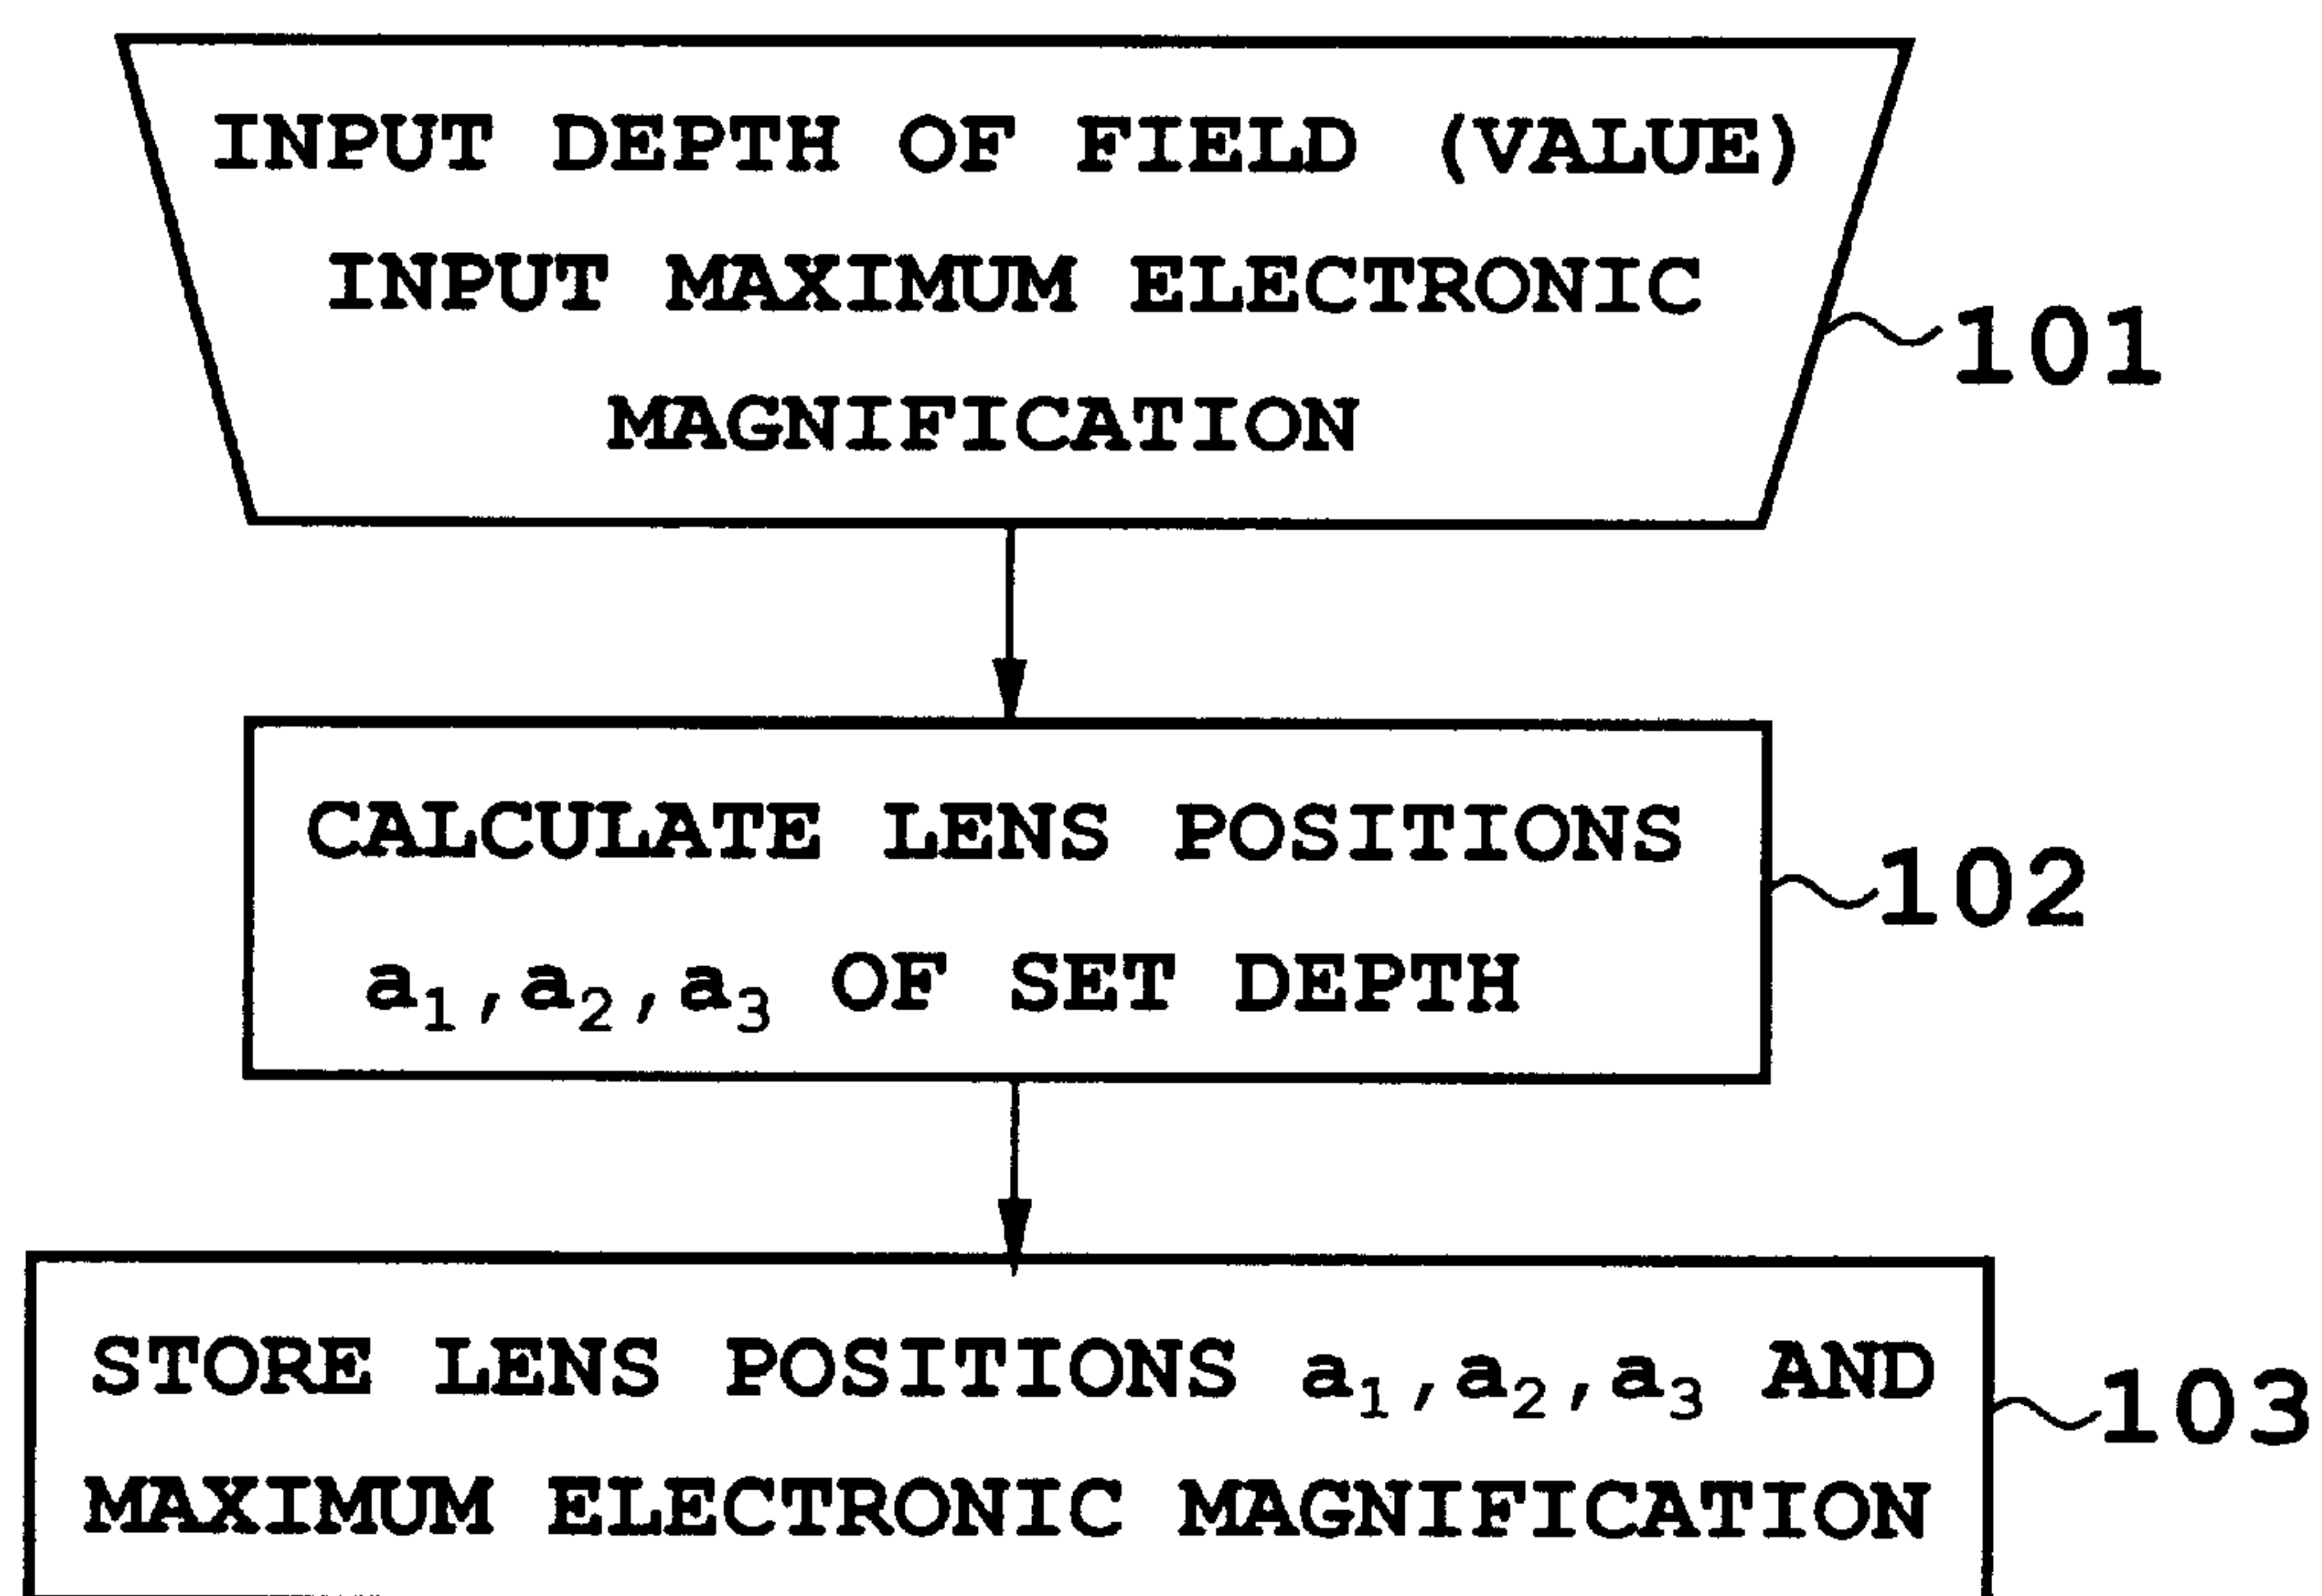 INPUT DEPTH OF FIELD (VALUE)
INPUT MAXIMUM ELECTRONIC
MAGNIFICATION
101
CALCULATE LENS POSITIONS
a₁,a₂,a₃ OF SET DEPTH
102
STORE LENS POSITIONS a₁,a₂,a₃ AND
MAXIMUM ELECTRONIC MAGNIFICATION
103